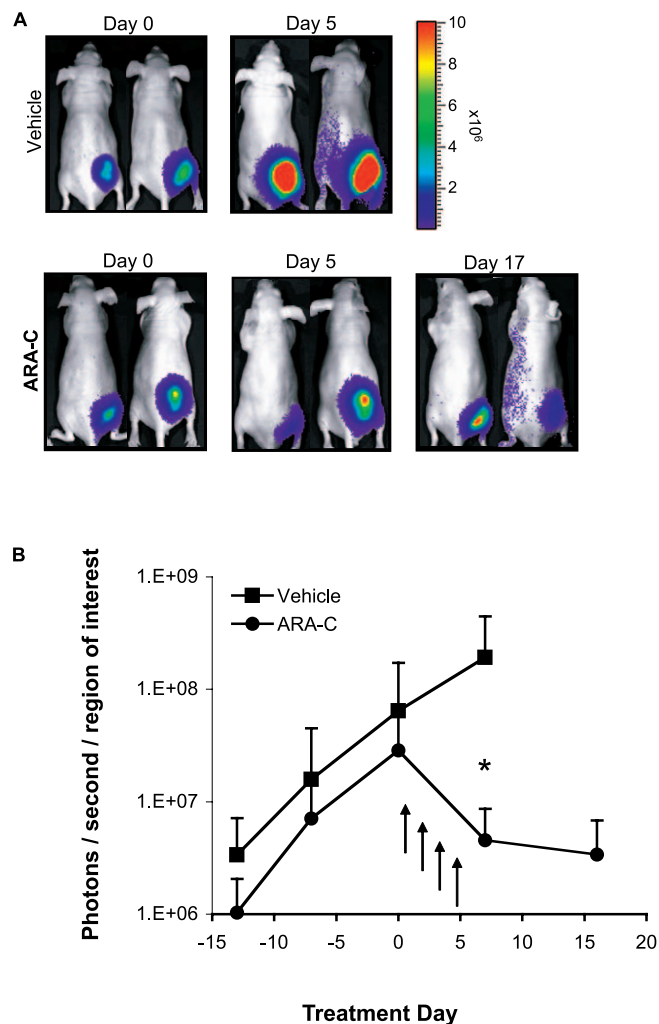 A
Day 0
Day 5
Vehicle
10
8
6
4
2
x10⁶
Day 0
Day 5
Day 17
ARA-C
B
Photons / second / region of interest
1.E+09
1.E+08
1.E+07
1.E+06
Vehicle
ARA-C
*
-15 -10 -5 0 5 10 15 20
Treatment Day